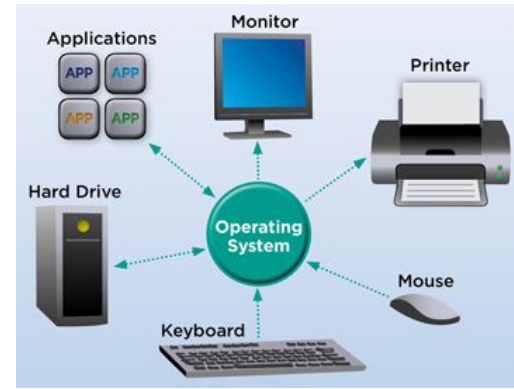 Monitor
Applications
Printer
APP APP
APP APP
Hard Drive
Operating
System
Mouse
Keyboard